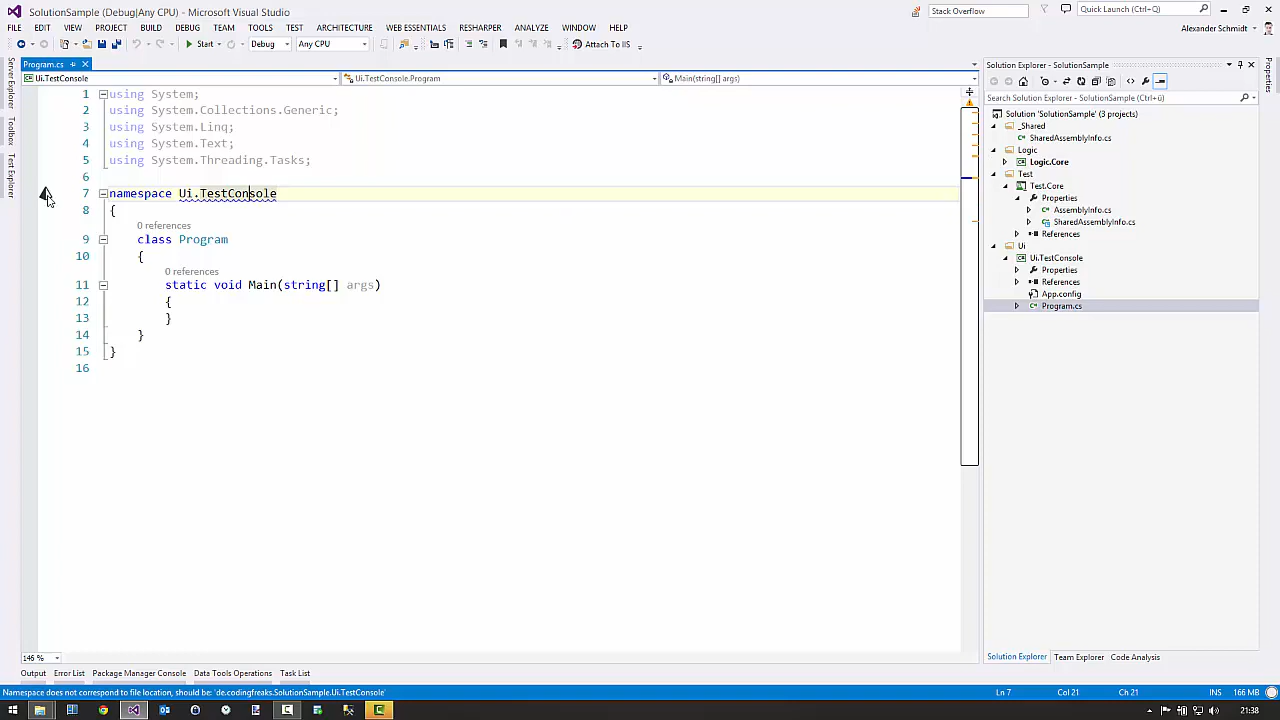 SolutionSample (Debug|Any CPU) - Microsoft Visual Studio
Stack Overflow
Quick Launch (Ctrl+Q)
FILE EDIT VIEW PROJECT BUILD DEBUG TEAM TOOLS TEST ARCHITECTURE WEB ESSENTIALS RESHARPER ANALYZE WINDOW HELP
Alexander Schmidt
Start Debug Any CPU Attach To IIS
Program.cs
Ui.TestConsole Ui.TestConsole.Program Main(string[] args)
Server Explorer
Toolbox
Test Explorer
1 using System;
2 using System.Collections.Generic;
3 using System.Linq;
4 using System.Text;
5 using System.Threading.Tasks;
6
7 namespace Ui.TestConsole
8 {
0 references
9 class Program
10 {
0 references
11 static void Main(string[] args)
12 {
13 }
14 }
15 }
16
146 %
Solution Explorer - SolutionSample
Search Solution Explorer - SolutionSample (Ctrl+ü)
Solution 'SolutionSample' (3 projects)
_Shared
SharedAssemblyInfo.cs
Logic
Logic.Core
Test
Test.Core
Properties
AssemblyInfo.cs
SharedAssemblyInfo.cs
References
Ui
Ui.TestConsole
Properties
References
App.config
Program.cs
Properties
Solution Explorer Team Explorer Code Analysis
Output Error List Package Manager Console Data Tools Operations Task List
Namespace does not correspond to file location, should be: 'de.codingfreaks.SolutionSample.Ui.TestConsole'
Ln 7 Col 21 Ch 21 INS 166 MB
21:38